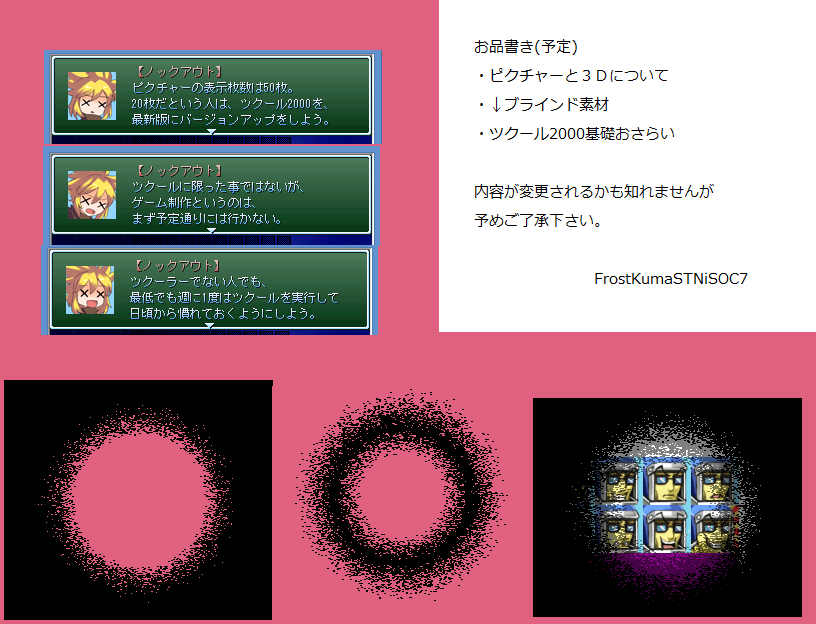 【ノックアウト】
ピクチャーの表示枚数は50枚。
20枚だという人は、ツクール2000を、
最新版にバージョンアップをしよう。
【ノックアウト】
ツクールに限った事ではないが、
ゲーム制作というのは、
まず予定通りには行かない。
【ノックアウト】
ツクーラーでない人でも、
最低でも週に1度はツクールを実行して
日頃から慣れておくようにしよう。
お品書き(予定)
・ピクチャーと３Ｄについて
・↓ブラインド素材
・ツクール2000基礎おさらい
内容が変更されるかも知れませんが
予めご了承下さい。
FrostKumaSTNiSOC7